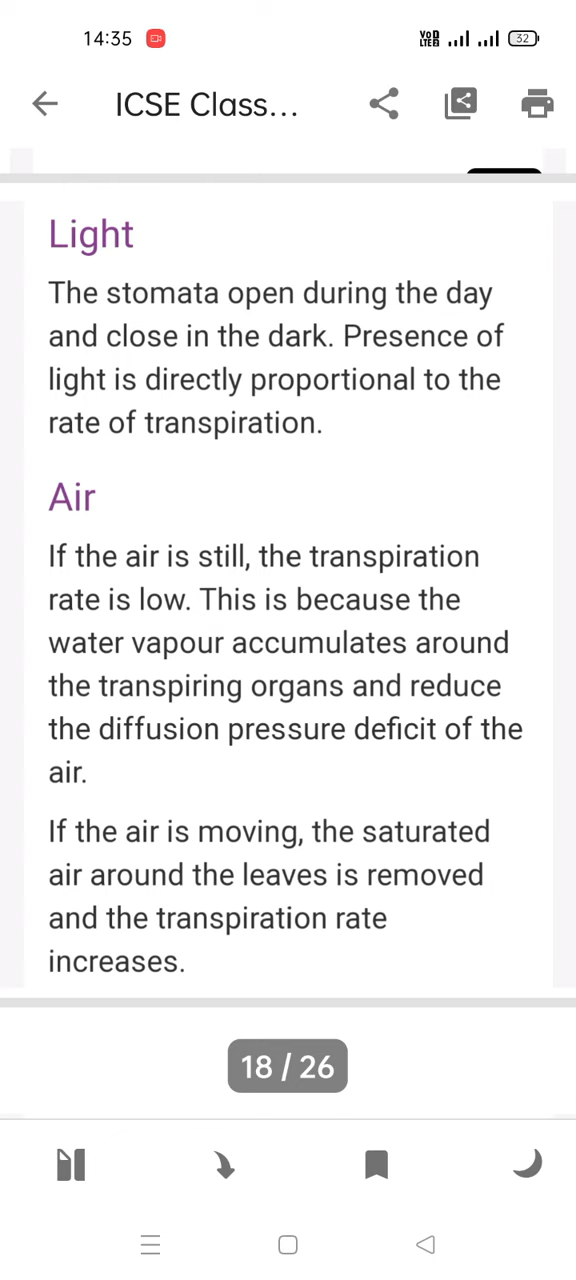 14:35
VoD LTE2 32
ICSE Class...
Light
The stomata open during the day
and close in the dark. Presence of
light is directly proportional to the
rate of transpiration.
Air
If the air is still, the transpiration
rate is low. This is because the
water vapour accumulates around
the transpiring organs and reduce
the diffusion pressure deficit of the
air.
If the air is moving, the saturated
air around the leaves is removed
and the transpiration rate
increases.
18 / 26